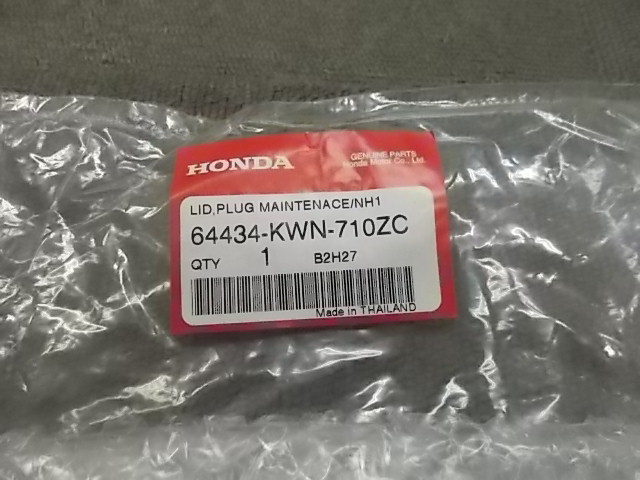 HONDA
GENUINE PARTS
Honda Motor Co., Ltd.
LID,PLUG MAINTENACE/NH1
64434-KWN-710ZC
QTY 1 B2H27
Made in THAILAND